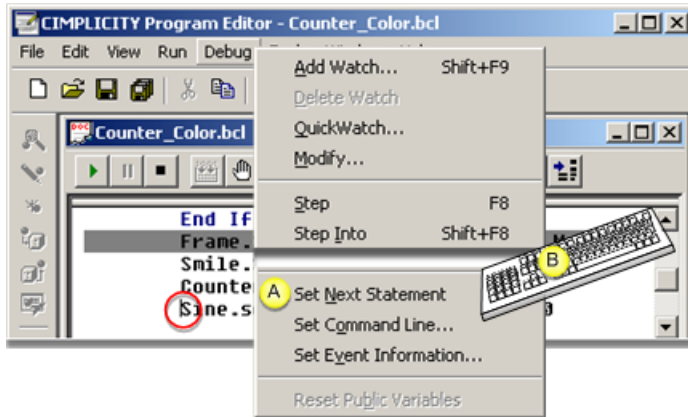 CIMPLICITY Program Editor - Counter_Color.bcl
File Edit View Run Debug
Counter_Color.bcl
End If
Frame.
Smile.
Counte
Sine.s
Add Watch... Shift+F9
Delete Watch
QuickWatch...
Modify...
Step F8
Step Into Shift+F8
A Set Next Statement
B
Set Command Line...
Set Event Information...
Reset Public Variables